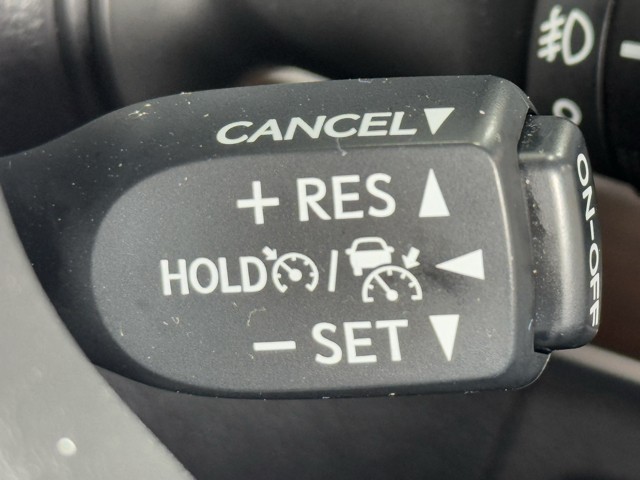 CANCEL▼
+ RES ▲
HOLD / ◀
− SET ▼
ON-OFF